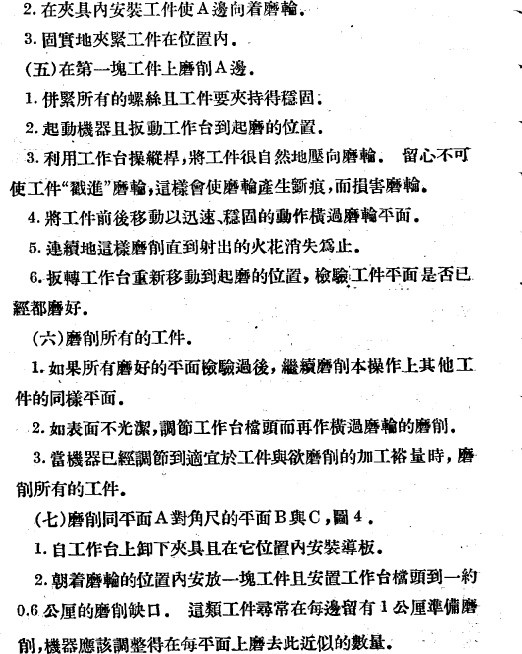 2. 在夾具內安裝工件使A邊向着磨輪.
3. 固實地夾緊工件在位置內.
(五)在第一塊工件上磨削A邊.
1. 併緊所有的螺絲且工件要夾持得穩固;
2. 起動機器且扳動工作台到起磨的位置.
3. 利用工作台操縱桿,將工件很自然地壓向磨輪. 留心不可
使工件“戳進”磨輪,這樣會使磨輪產生斷痕,而損害磨輪。
4. 將工件前後移動以迅速、穩固的動作橫過磨輪平面.
5. 連續地這樣磨削直到射出的火花消失爲止.
6. 扳轉工作台重新移動到起磨的位置,檢驗工件平面是否已
經都磨好.
(六)磨削所有的工件.
1. 如果所有磨好的平面檢驗過後,繼續磨削本操作上其他工
件的同樣平面.
2. 如表面不光潔,調節工作台檔頭而再作橫過磨輪的磨削.
3. 當機器已經調節到適宜於工件與欲磨削的加工裕量時,磨
削所有的工件.
(七)磨削同平面A對角尺的平面B與C,圖4.
1. 自工作台上卸下夾具且在它位置內安裝導板.
2. 朝着磨輪的位置內安放一塊工件且安置工作台檔頭到一約
0.6公厘的磨削缺口. 這類工件尋常在每邊留有1公厘準備磨
削,機器應該調整得在每平面上磨去此近似的數量.